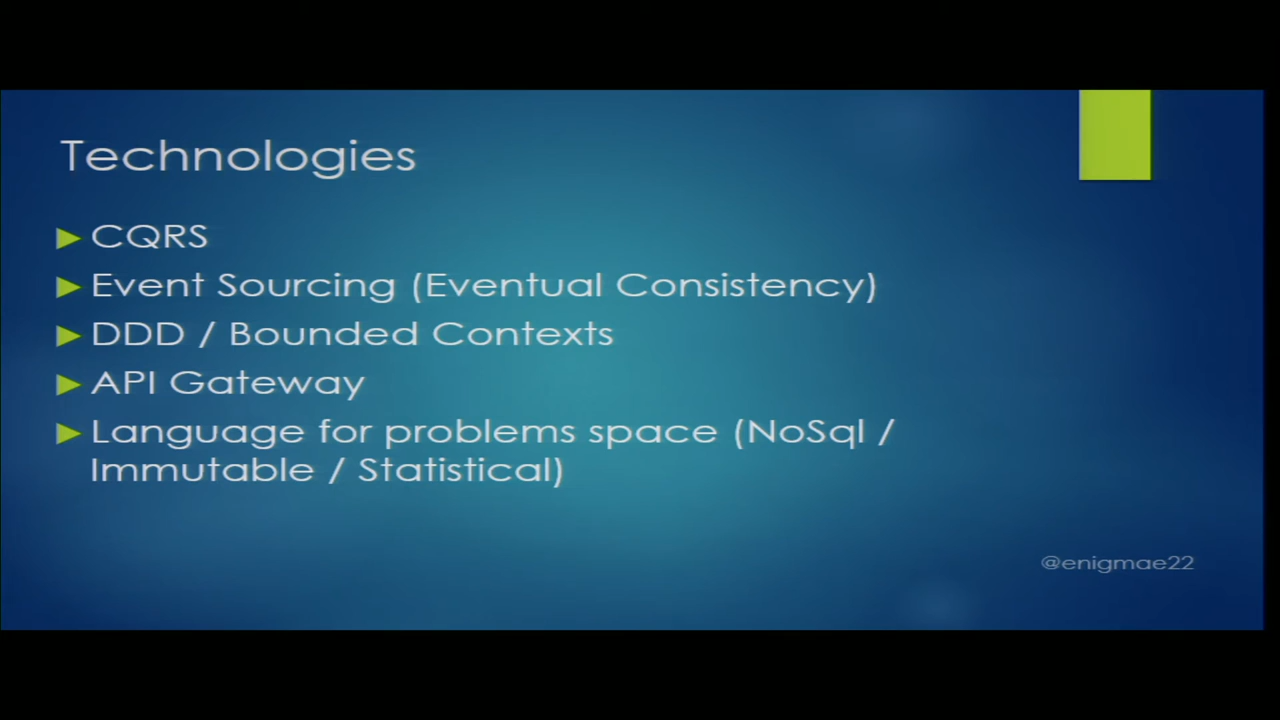 Technologies
CQRS
Event Sourcing (Eventual Consistency)
DDD / Bounded Contexts
API Gateway
Language for problems space (NoSql /
Immutable / Statistical)
@enigmae22